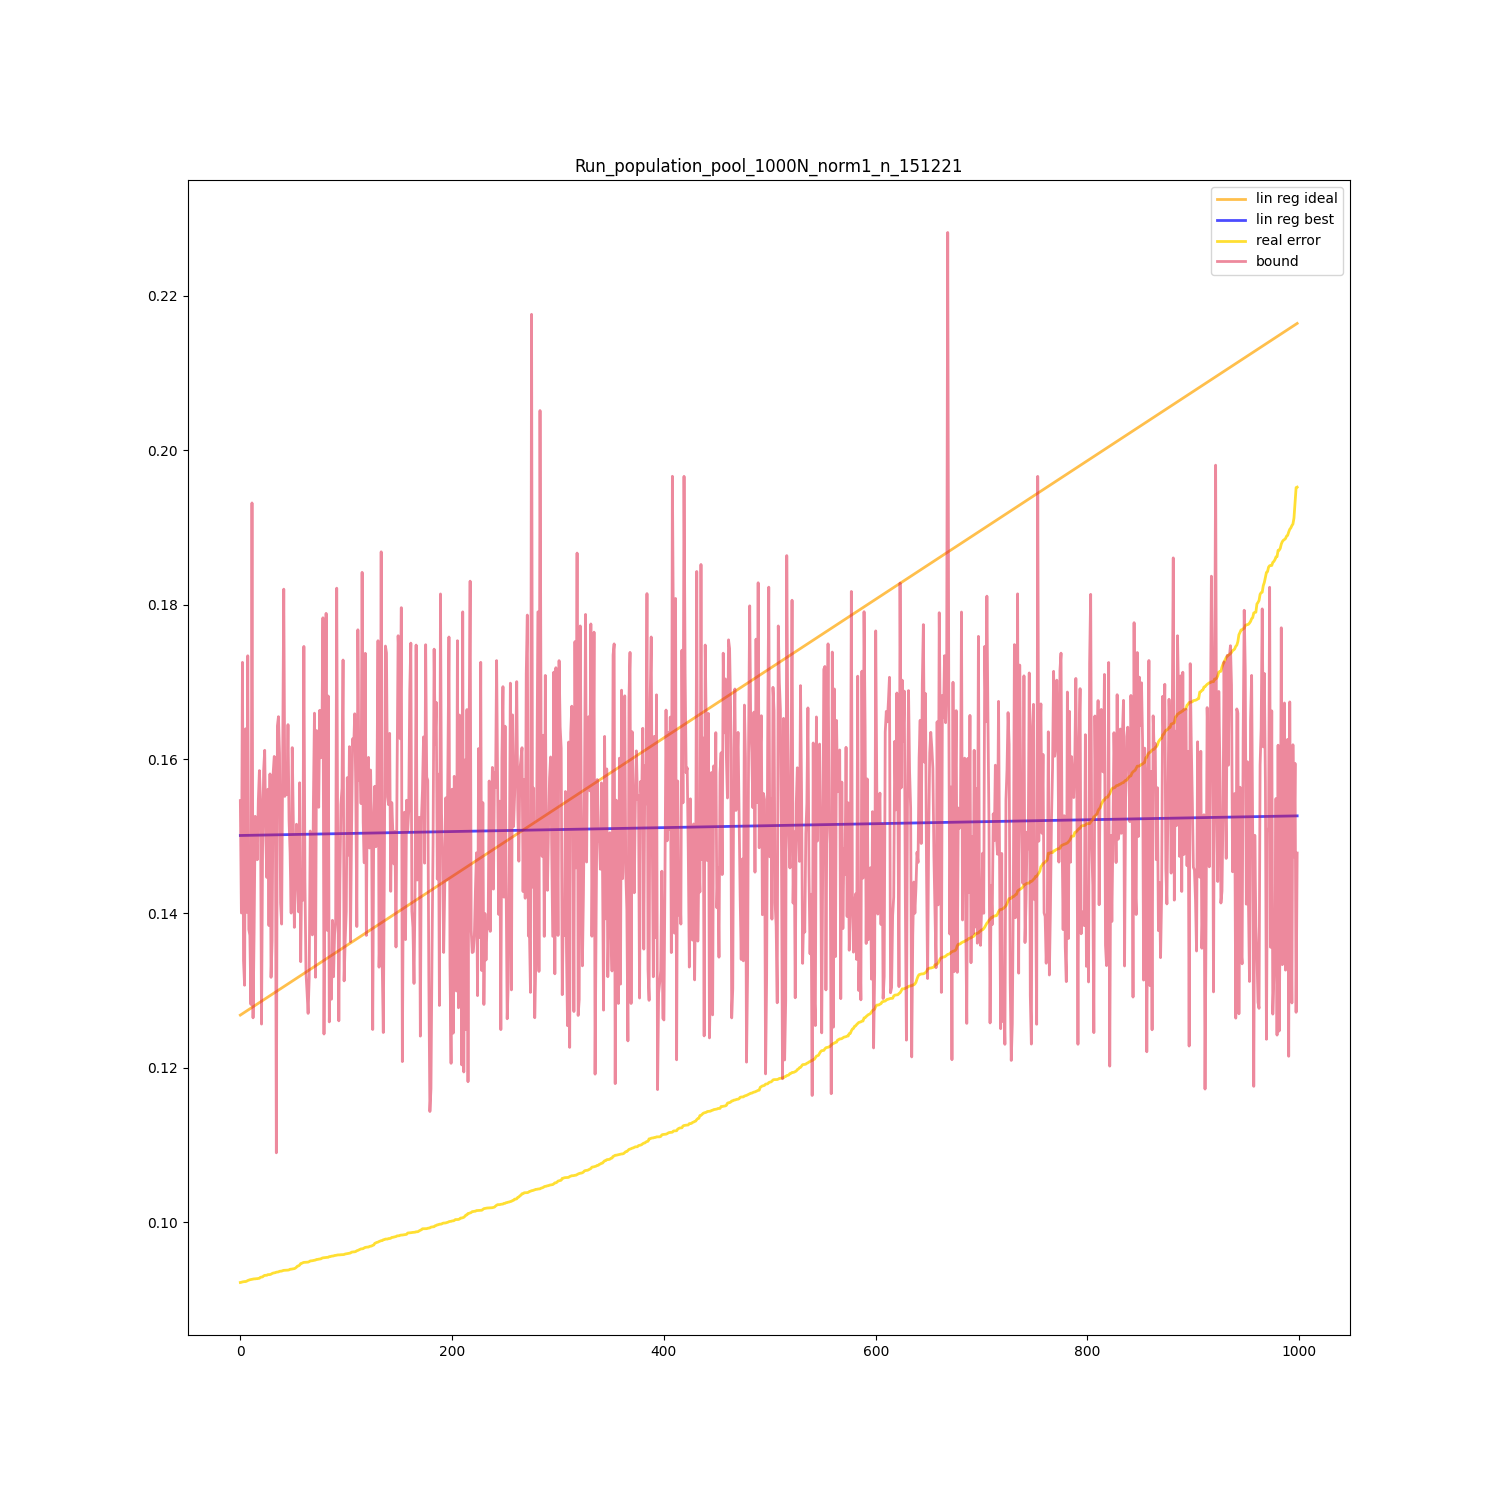 Run_population_pool_1000N_norm1_n_151221
lin reg ideal
lin reg best
real error
bound
0.22
0.20
0.18
0.16
0.14
0.12
0.10
0 200 400 600 800 1000